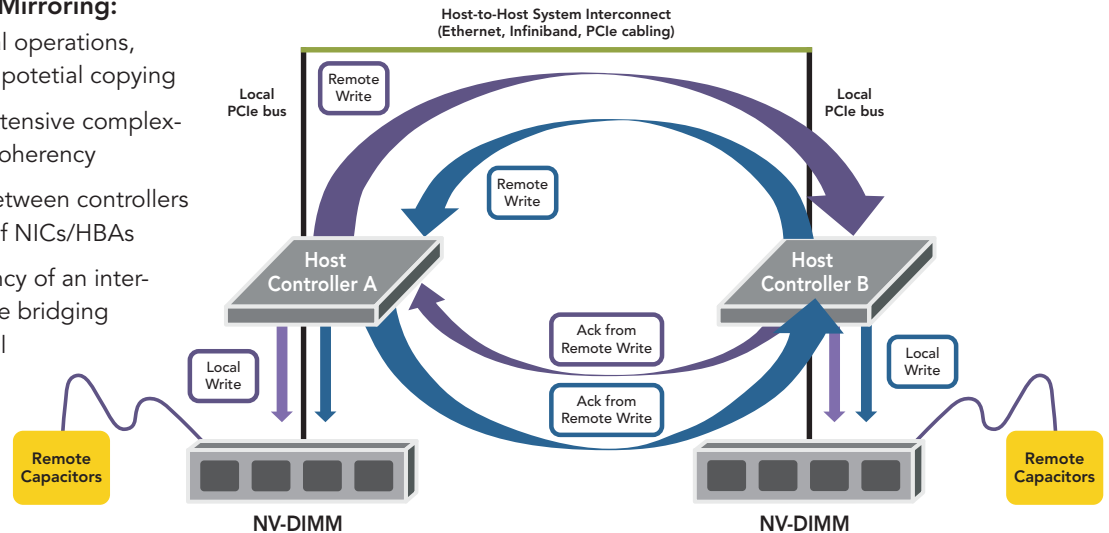 Mirroring:
l operations,
potetial copying
tensive complex-
oherency
etween controllers
f NICs/HBAs
ncy of an inter-
e bridging
l
Host-to-Host System Interconnect
(Ethernet, Infiniband, PCIe cabling)
Remote
Write
Local
PCIe bus
Local
PCIe bus
Remote
Write
Host
Controller A
Host
Controller B
Ack from
Remote Write
Local
Write
Local
Write
Ack from
Remote Write
Remote
Capacitors
Remote
Capacitors
NV-DIMM
NV-DIMM